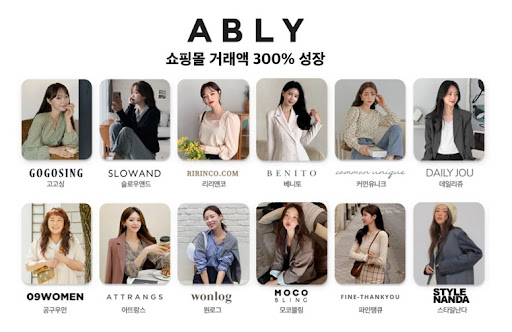 ABLY
쇼핑몰 거래액 300% 성장
GOGOSING
고고싱
SLOWAND
슬로우앤드
RIRINCO.COM
리리앤코
BENITO
베니토
common unique
커먼유니크
DAILY JOU
데일리쥬
09WOMEN
공구우먼
ATTRANGS
아뜨랑스
wonlog
원로그
MOCO
BLING
모코블링
FINE-THANKYOU
파인땡큐
STYLE
NANDA
스타일난다